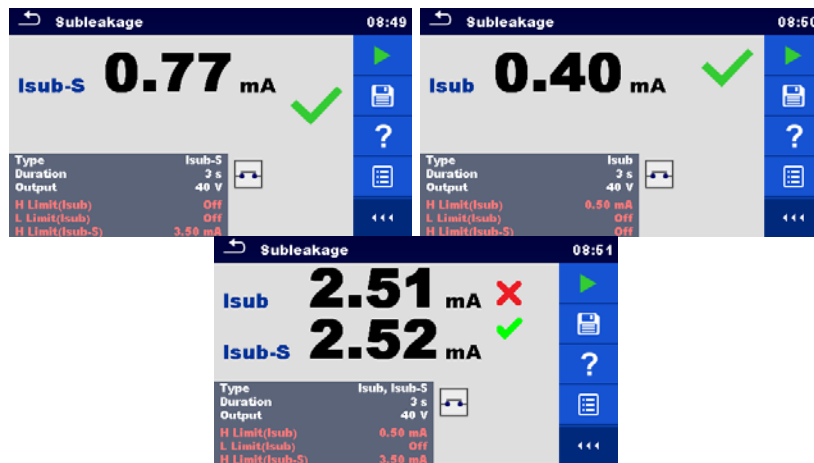 Subleakage 08:49
Isub-S 0.77 mA
?
Type Isub-S
Duration 3 s
Output 40 V
H Limit(Isub) Off
L Limit(Isub) Off
H Limit(Isub-S) 3.50 mA
Subleakage 08:50
Isub 0.40 mA
?
Type Isub
Duration 3 s
Output 40 V
H Limit(Isub) 0.50 mA
L Limit(Isub) Off
H Limit(Isub-S) Off
Subleakage 08:51
Isub 2.51 mA
Isub-S 2.52 mA
?
Type Isub, Isub-S
Duration 3 s
Output 40 V
H Limit(Isub) 0.50 mA
L Limit(Isub) Off
H Limit(Isub-S) 3.50 mA